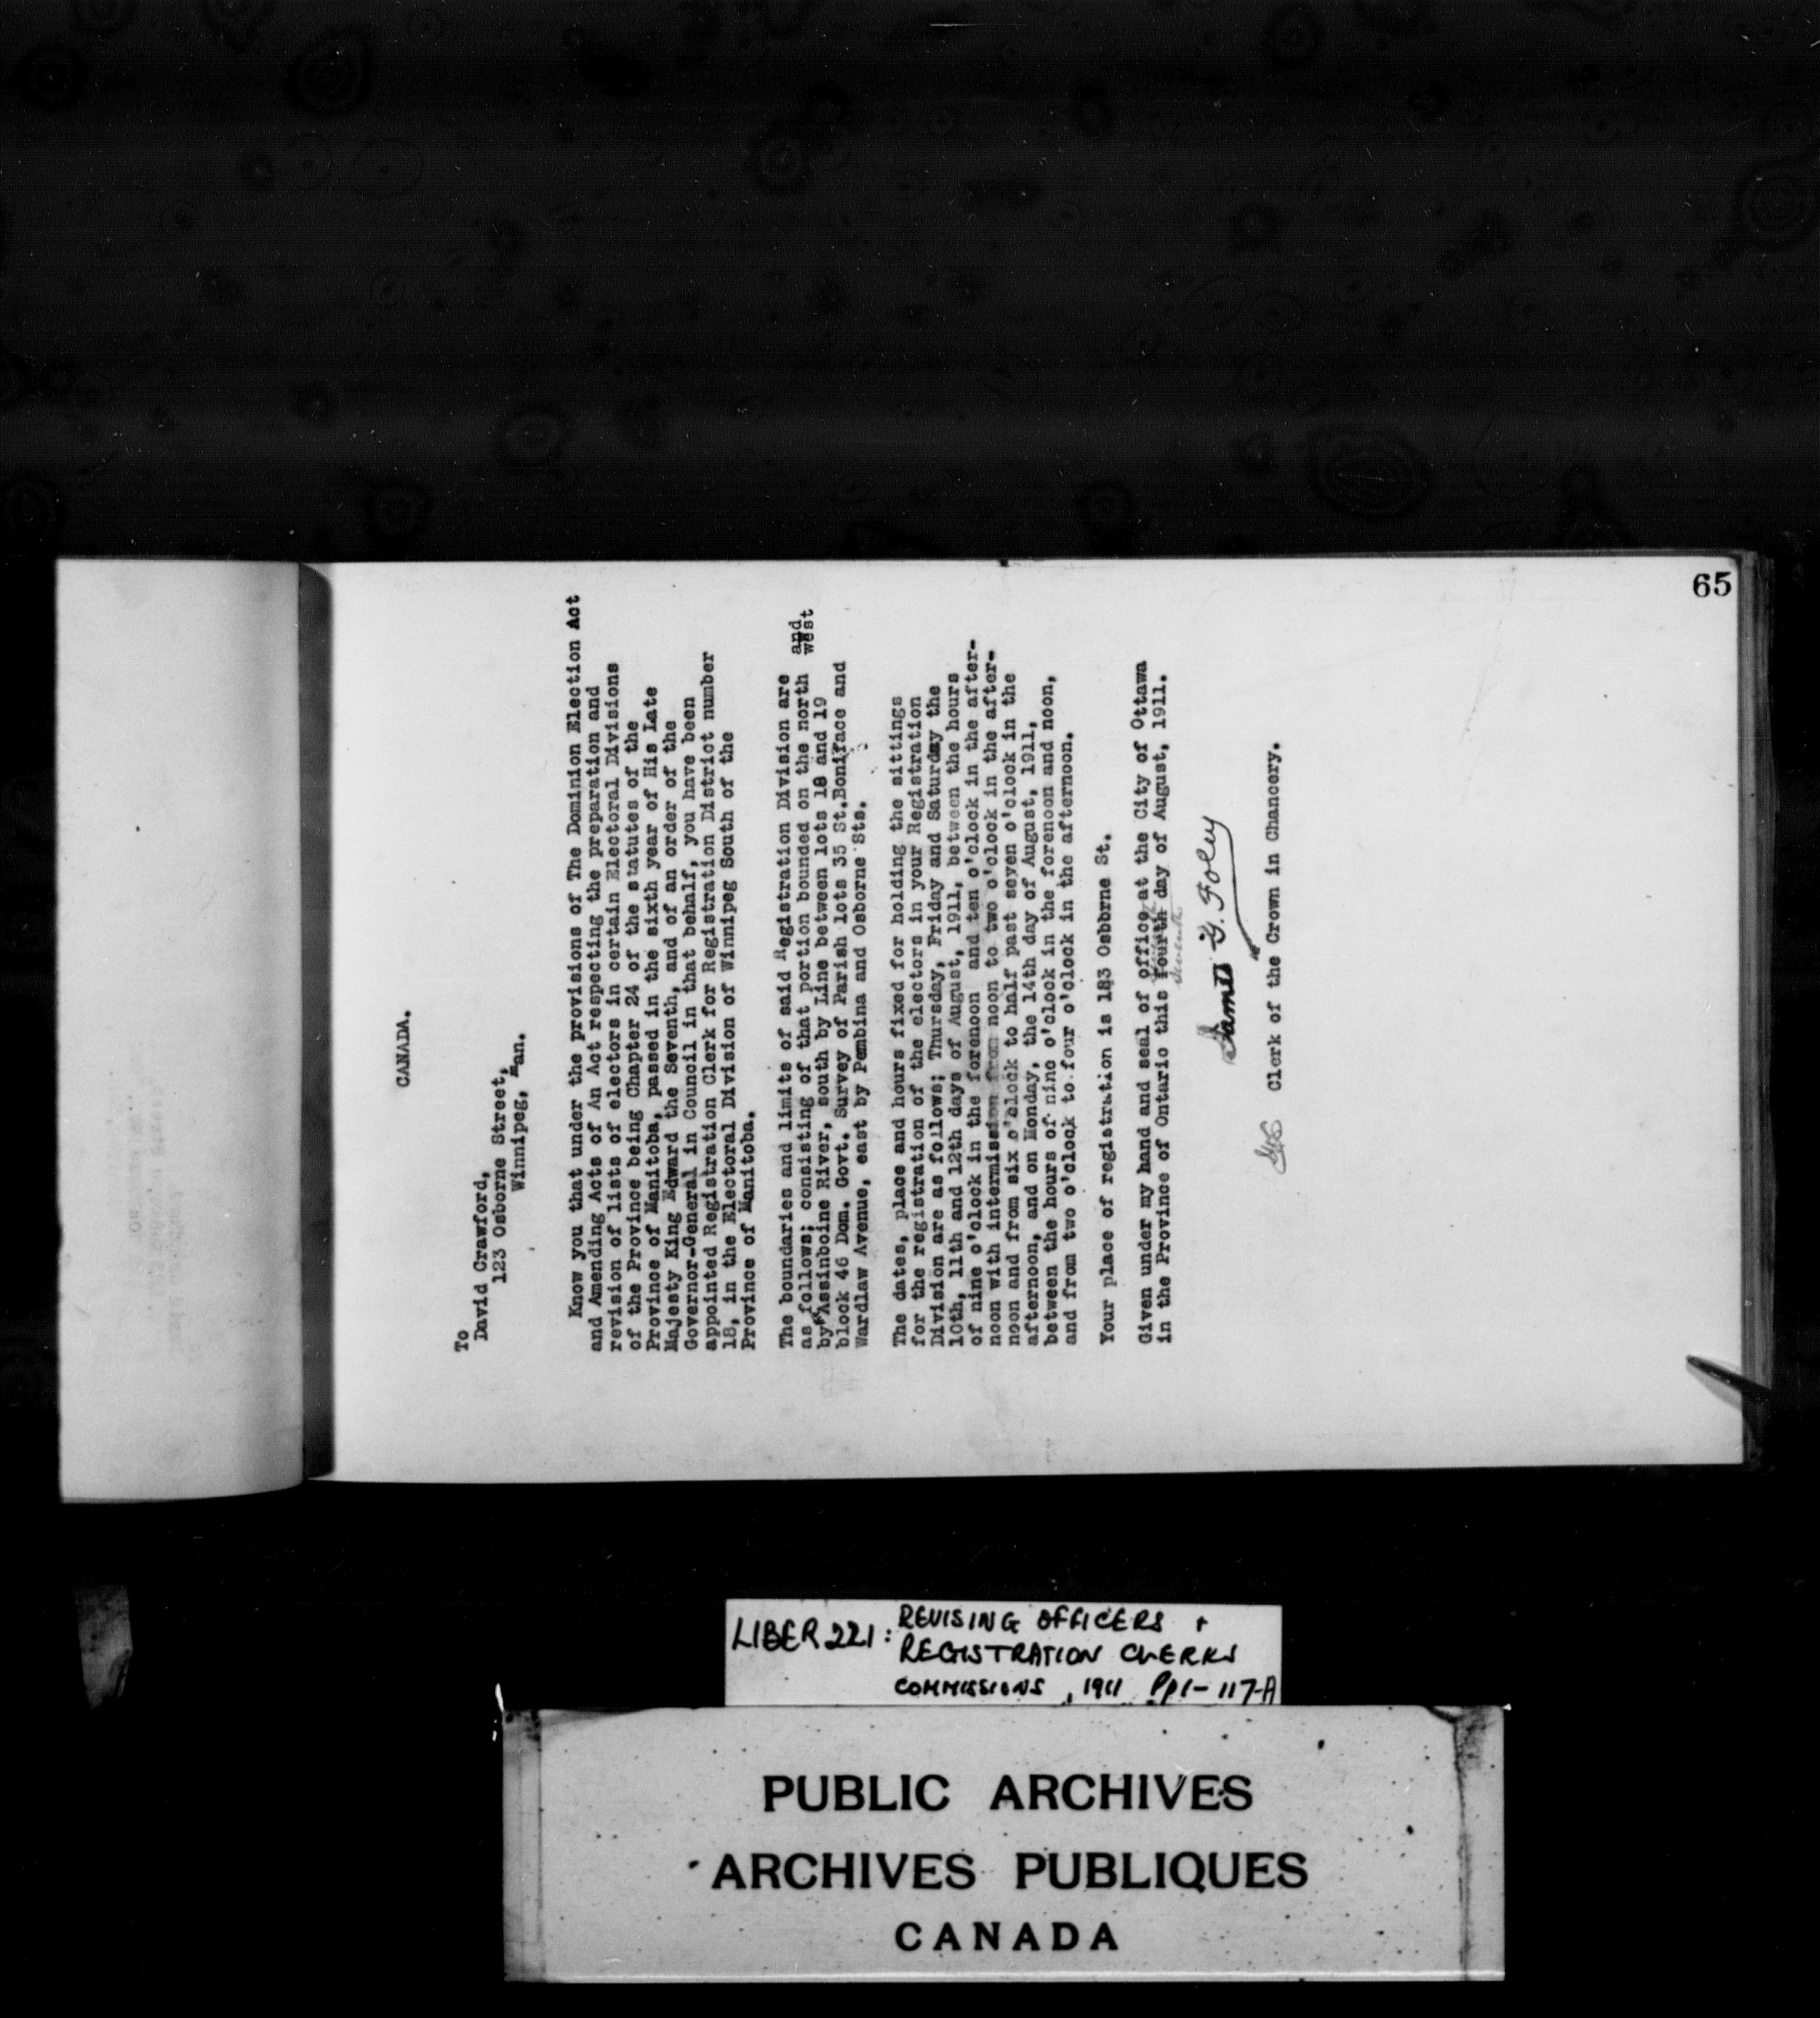 65
CANADA.
To
David Crawford,
123 Osborne Street,
Winnipeg, Man.
Know you that under the provisions of The Dominion Election Act
and Amending Acts of An Act respecting the preparation and
revision of lists of electors in certain Electoral Divisions
of the Province being Chapter 24 of the statutes of the
Province of Manitoba, passed in the sixth year of His Late
Majesty King Edward the Seventh, and of an order of the
Governor-General in Council in that behalf, you have been
appointed Registration Clerk for Registration District number
18, in the Electoral Division of Winnipeg South of the
Province of Manitoba.
The boundaries and limits of said Registration Division are
as follows; consisting of that portion bounded on the north and west
by Assinboine River, south by Line between lots 18 and 19
block 46 Dom. Govt. Survey of Parish lots 35 St.Boniface and
Wardlaw Avenue, east by Pembina and Osborne Sts.
The dates, place and hours fixed for holding the sittings
for the registration of the electors in your Registration
Division are as follows; Thursday, Friday and Saturday the
10th, 11th and 12th days of August, 1911, between the hours
of nine o'clock in the forenoon and ten o'clock in the after-
noon with intermission from noon to two o'clock in the after-
noon and from six o'clock to half past seven o'clock in the
afternoon, and on Monday, the 14th day of August, 1911,
between the hours of nine o'clock in the forenoon and noon,
and from two o'clock to four o'clock in the afternoon.
Your place of registration is 183 Osbbrne St.
Given under my hand and seal of office at the City of Ottawa
in the Province of Ontario this fourth day of August, 1911.
seventh
James G. Foley
Clerk of the Crown in Chancery.
LIBER 221: REVISING OFFICERS +
REGISTRATION CLERKS
COMMISSIONS, 1911 Pp1-117-A
PUBLIC ARCHIVES
ARCHIVES PUBLIQUES
CANADA